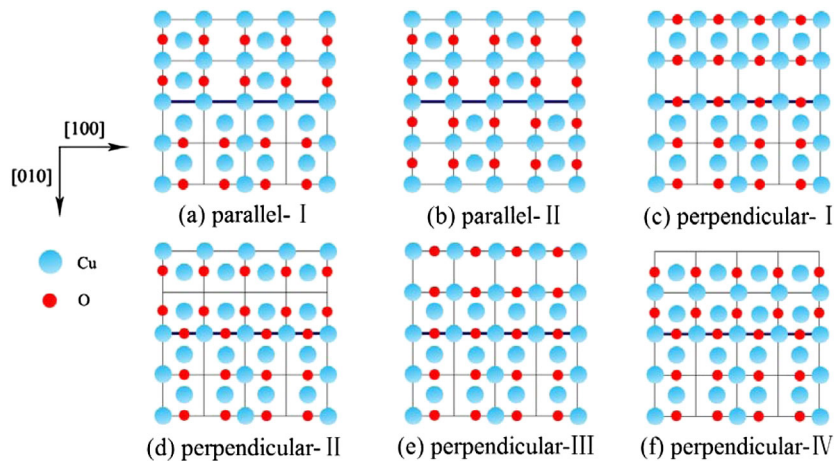 [100]
[010]
Cu
O
(a) parallel- Ⅰ
(b) parallel-Ⅱ
(c) perpendicular- Ⅰ
(d) perpendicular-Ⅱ
(e) perpendicular-Ⅲ
(f) perpendicular-Ⅳ